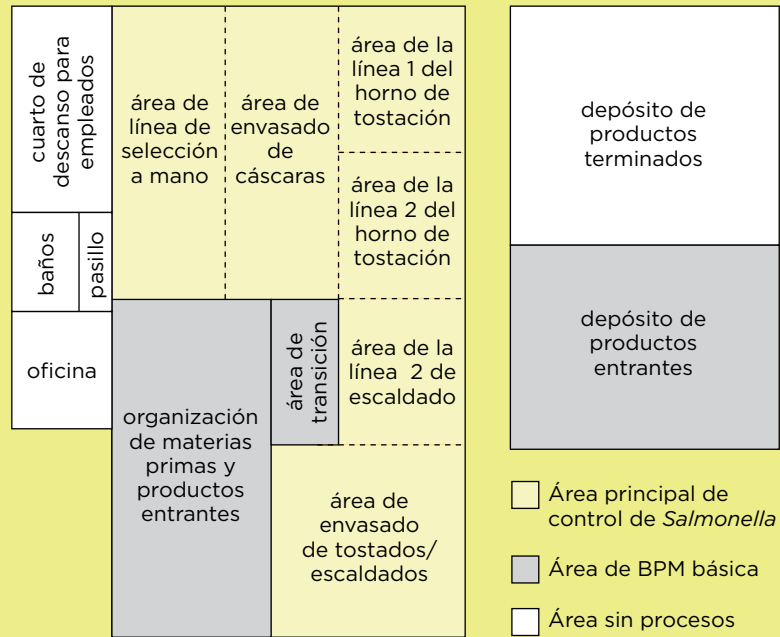 cuarto de
descanso para
empleados
área de
línea de
selección
a mano
área de
envasado
de
cáscaras
área de la
línea 1 del
horno de
tostación
área de la
línea 2 del
horno de
tostación
baños
pasillo
oficina
organización
de materias
primas y
productos
entrantes
área de
transición
área de la
línea 2 de
escaldado
área de
envasado
de tostados/
escaldados
depósito de
productos
terminados
depósito de
productos
entrantes
Área principal de
control de Salmonella
Área de BPM básica
Área sin procesos